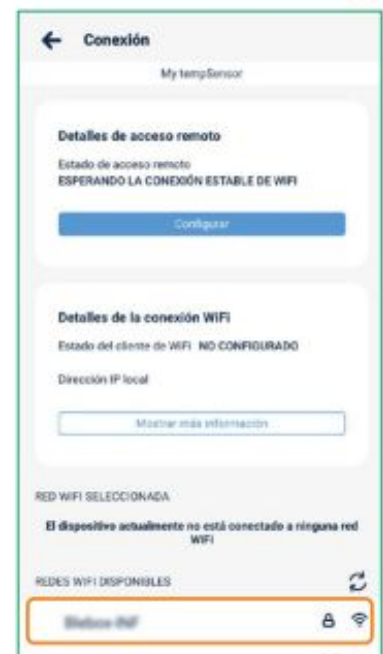 Conexión
My tempSensor
Detalles de acceso remoto
Estado de acceso remoto
ESPERANDO LA CONEXIÓN ESTABLE DE WIFI
Configurar
Detalles de la conexión WiFi
Estado del cliente de WiFi NO CONFIGURADO
Dirección IP local
Mostrar más información
RED WIFI SELECCIONADA
El dispositivo actualmente no está conectado a ninguna red
WiFi
REDES WIFI DISPONIBLES